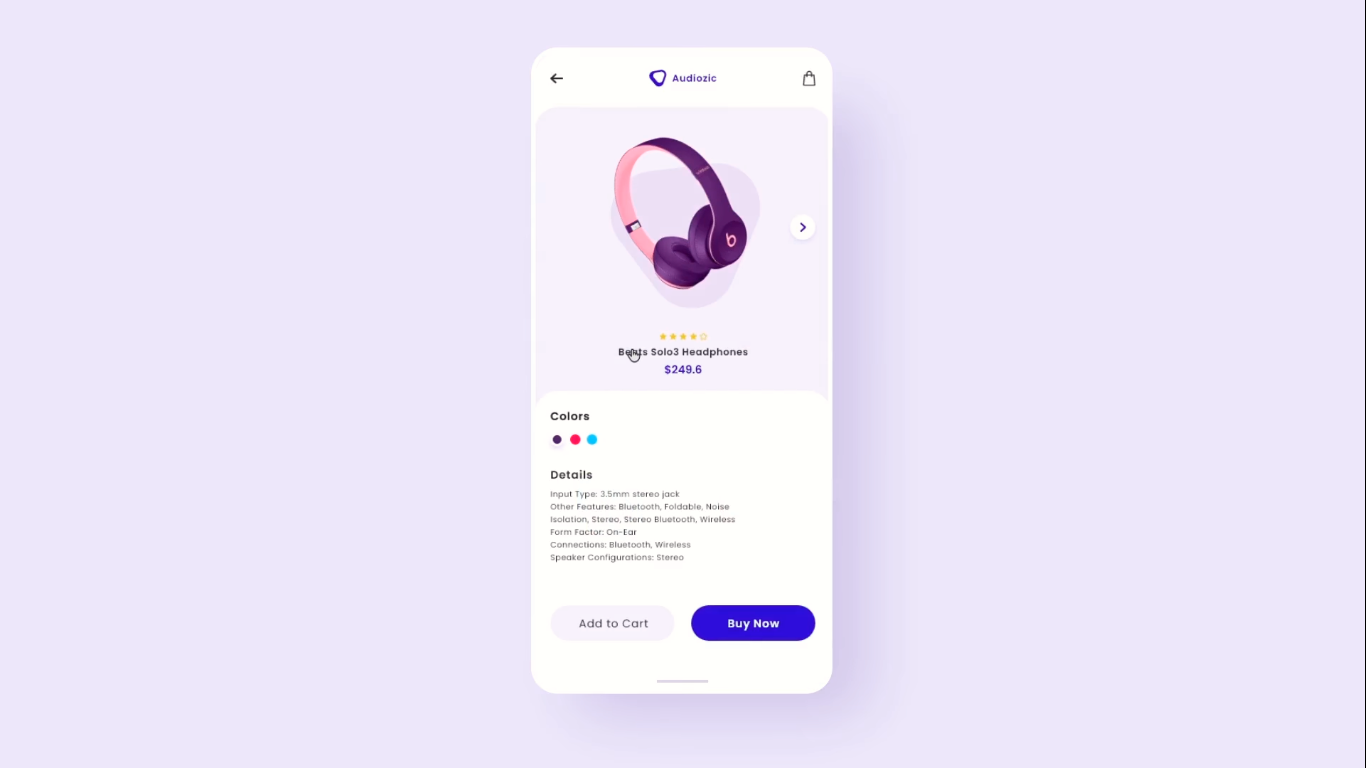 Audiozic
Beats Solo3 Headphones
$249.6
Colors
Details
Input Type: 3.5mm stereo jack
Other Features: Bluetooth, Foldable, Noise
Isolation, Stereo, Stereo Bluetooth, Wireless
Form Factor: On-Ear
Connections: Bluetooth, Wireless
Speaker Configurations: Stereo
Add to Cart
Buy Now